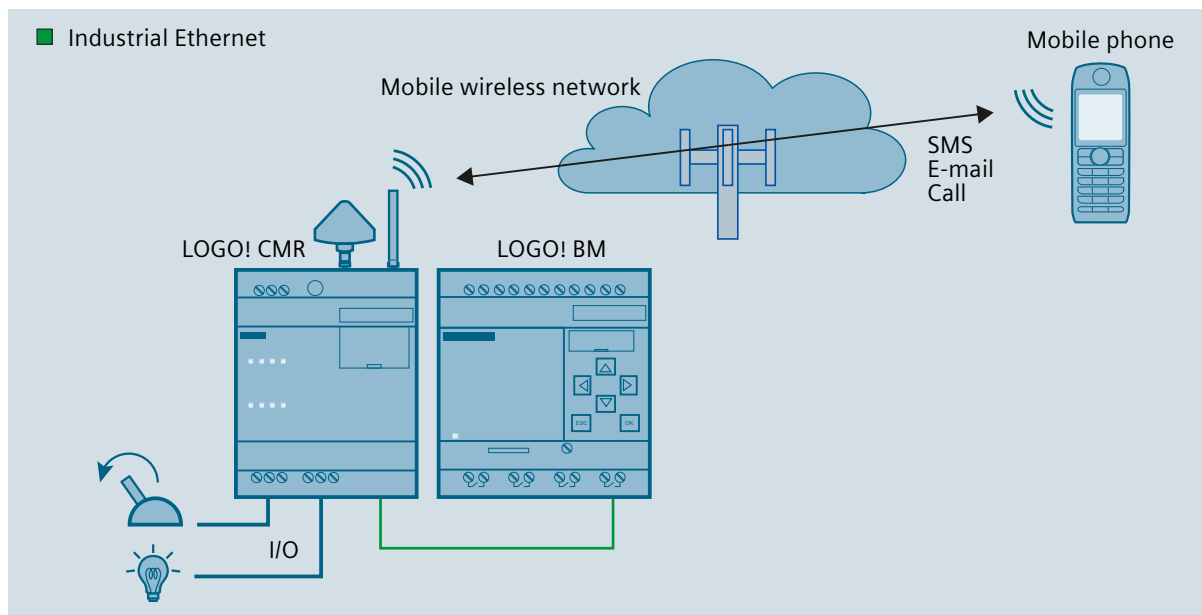 Industrial Ethernet
Mobile phone
Mobile wireless network
SMS
E-mail
Call
LOGO! CMR
LOGO! BM
ESC
OK
I/O